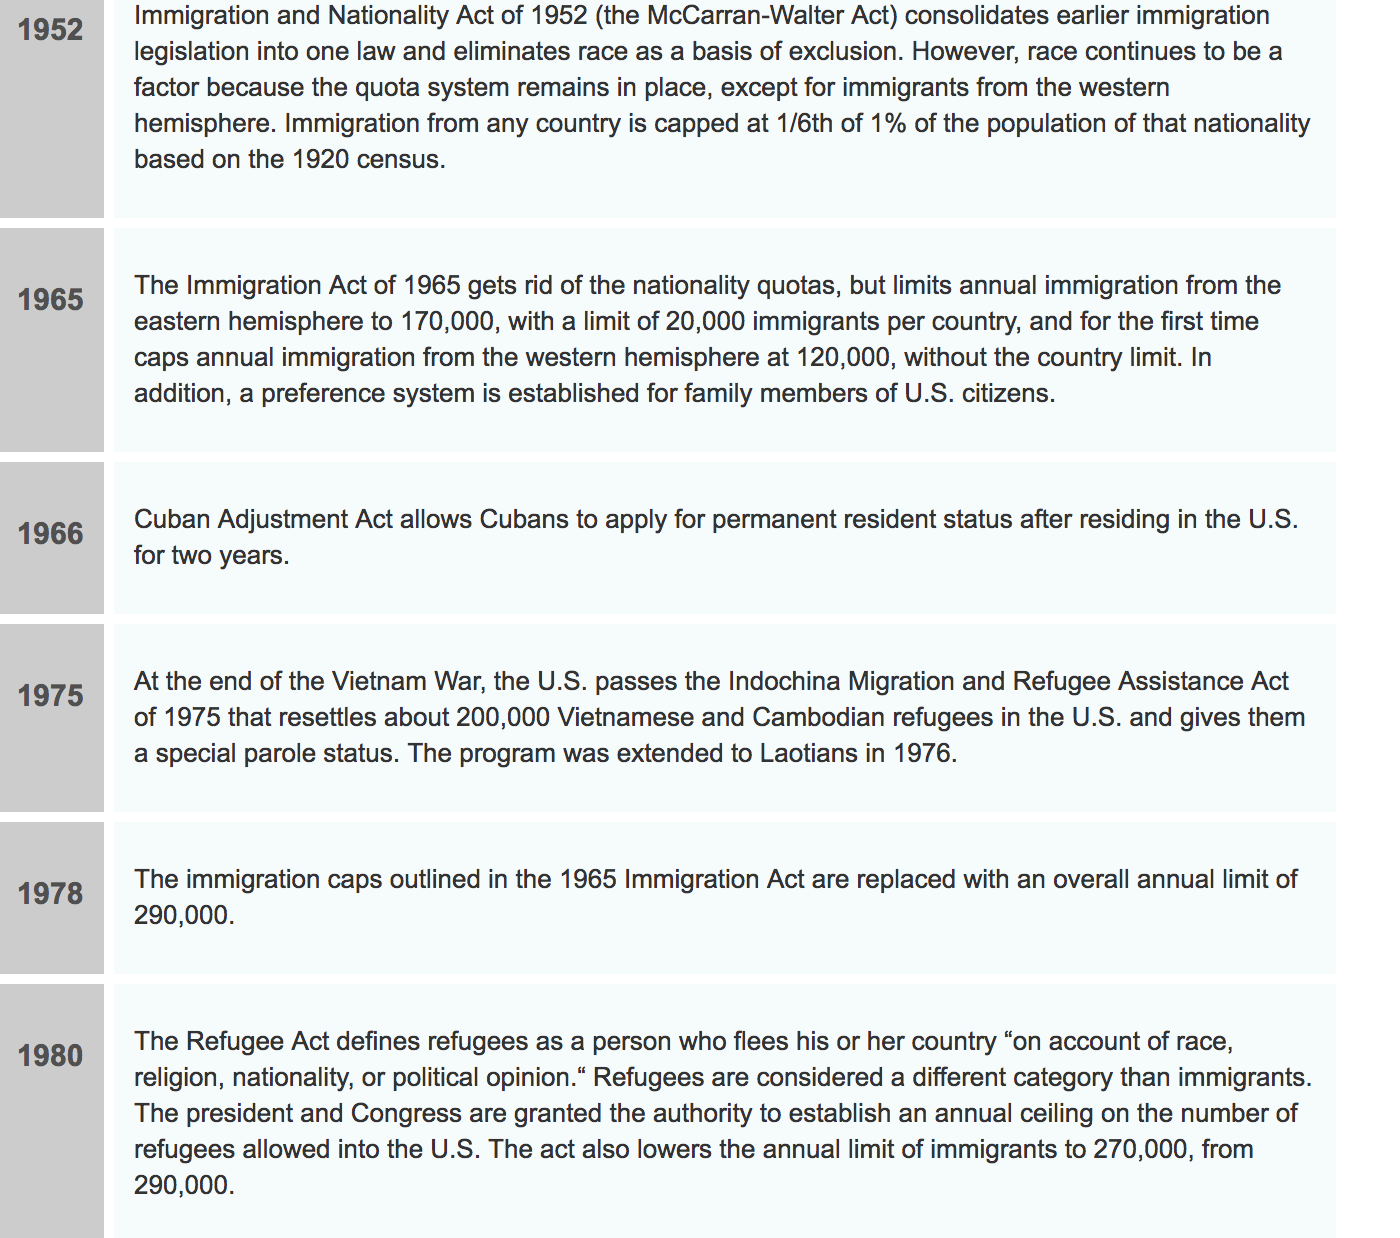 1952
Immigration and Nationality Act of 1952 (the McCarran-Walter Act) consolidates earlier immigration
legislation into one law and eliminates race as a basis of exclusion. However, race continues to be a
factor because the quota system remains in place, except for immigrants from the western
hemisphere. Immigration from any country is capped at 1/6th of 1% of the population of that nationality
based on the 1920 census.
1965
The Immigration Act of 1965 gets rid of the nationality quotas, but limits annual immigration from the
eastern hemisphere to 170,000, with a limit of 20,000 immigrants per country, and for the first time
caps annual immigration from the western hemisphere at 120,000, without the country limit. In
addition, a preference system is established for family members of U.S. citizens.
1966
Cuban Adjustment Act allows Cubans to apply for permanent resident status after residing in the U.S.
for two years.
1975
At the end of the Vietnam War, the U.S. passes the Indochina Migration and Refugee Assistance Act
of 1975 that resettles about 200,000 Vietnamese and Cambodian refugees in the U.S. and gives them
a special parole status. The program was extended to Laotians in 1976.
1978
The immigration caps outlined in the 1965 Immigration Act are replaced with an overall annual limit of
290,000.
1980
The Refugee Act defines refugees as a person who flees his or her country “on account of race,
religion, nationality, or political opinion.“ Refugees are considered a different category than immigrants.
The president and Congress are granted the authority to establish an annual ceiling on the number of
refugees allowed into the U.S. The act also lowers the annual limit of immigrants to 270,000, from
290,000.